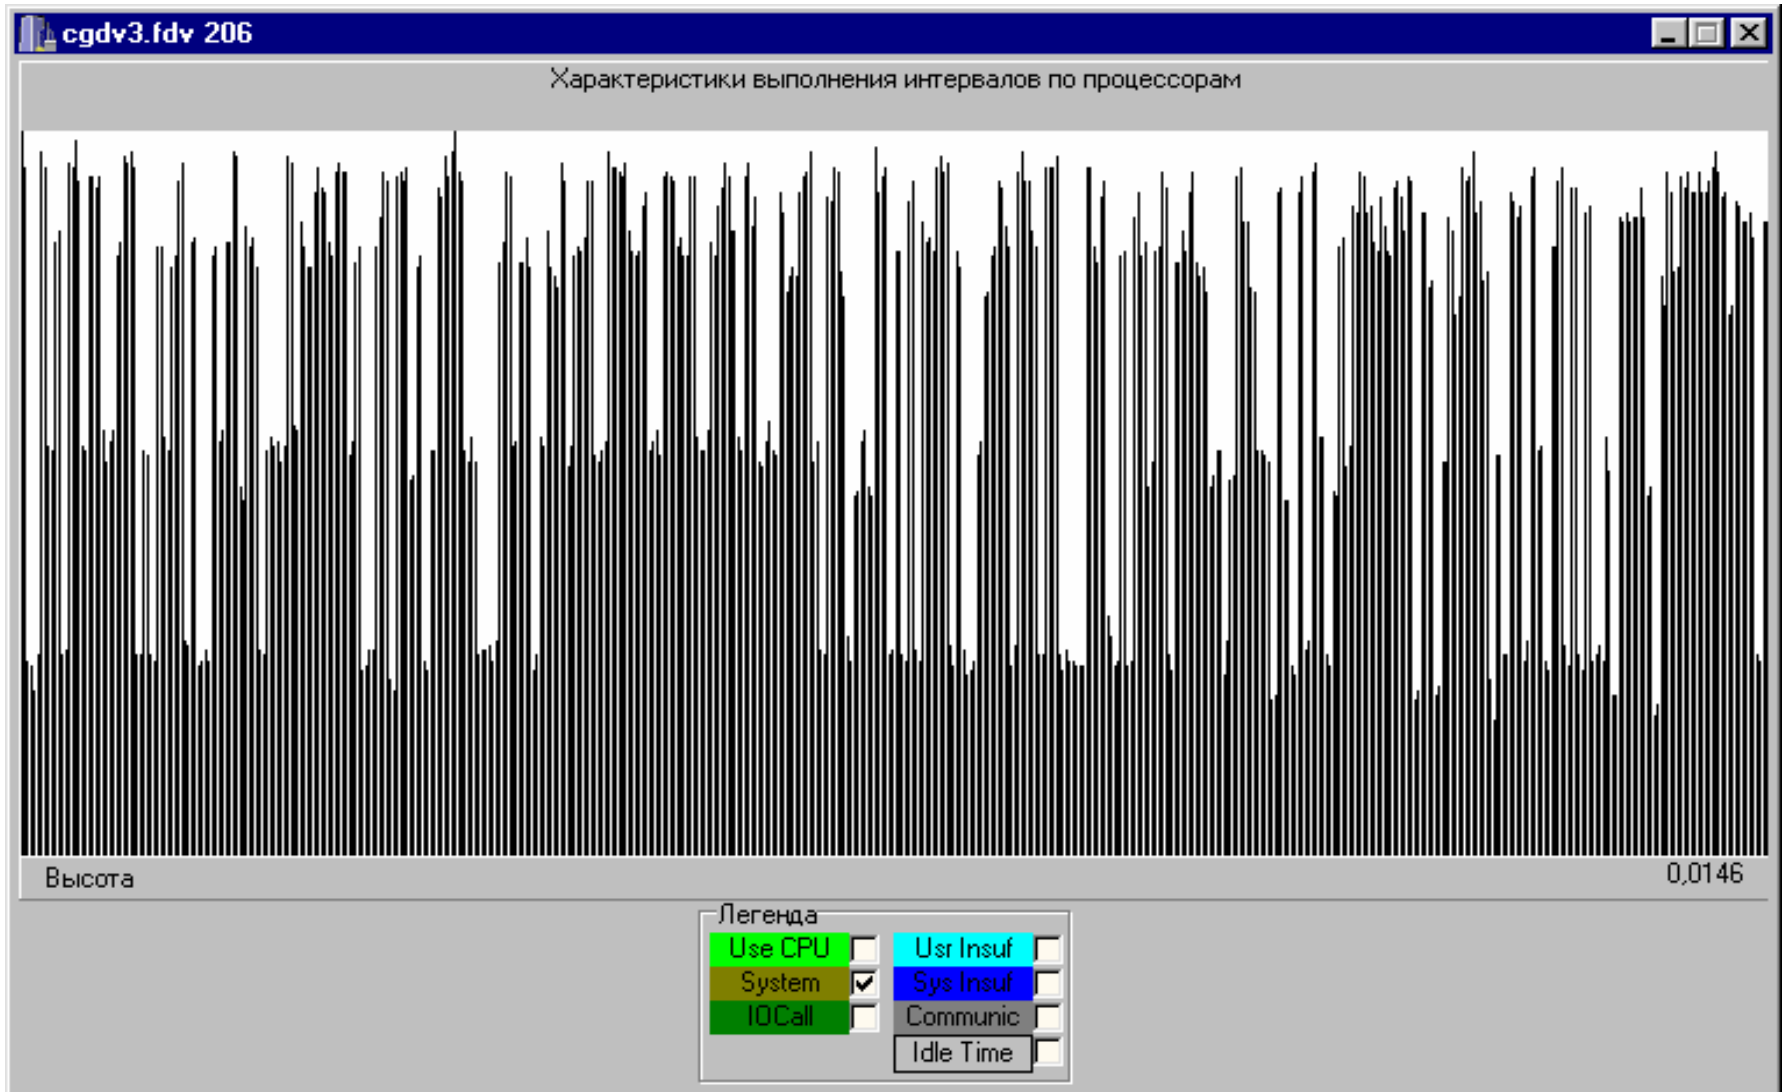 cgdv3.fdv 206
Характеристики выполнения интервалов по процессорам
Высота
0,0146
Легенда
Use CPU
Usr Insuf
System
Sys Insuf
IOCall
Communic
Idle Time